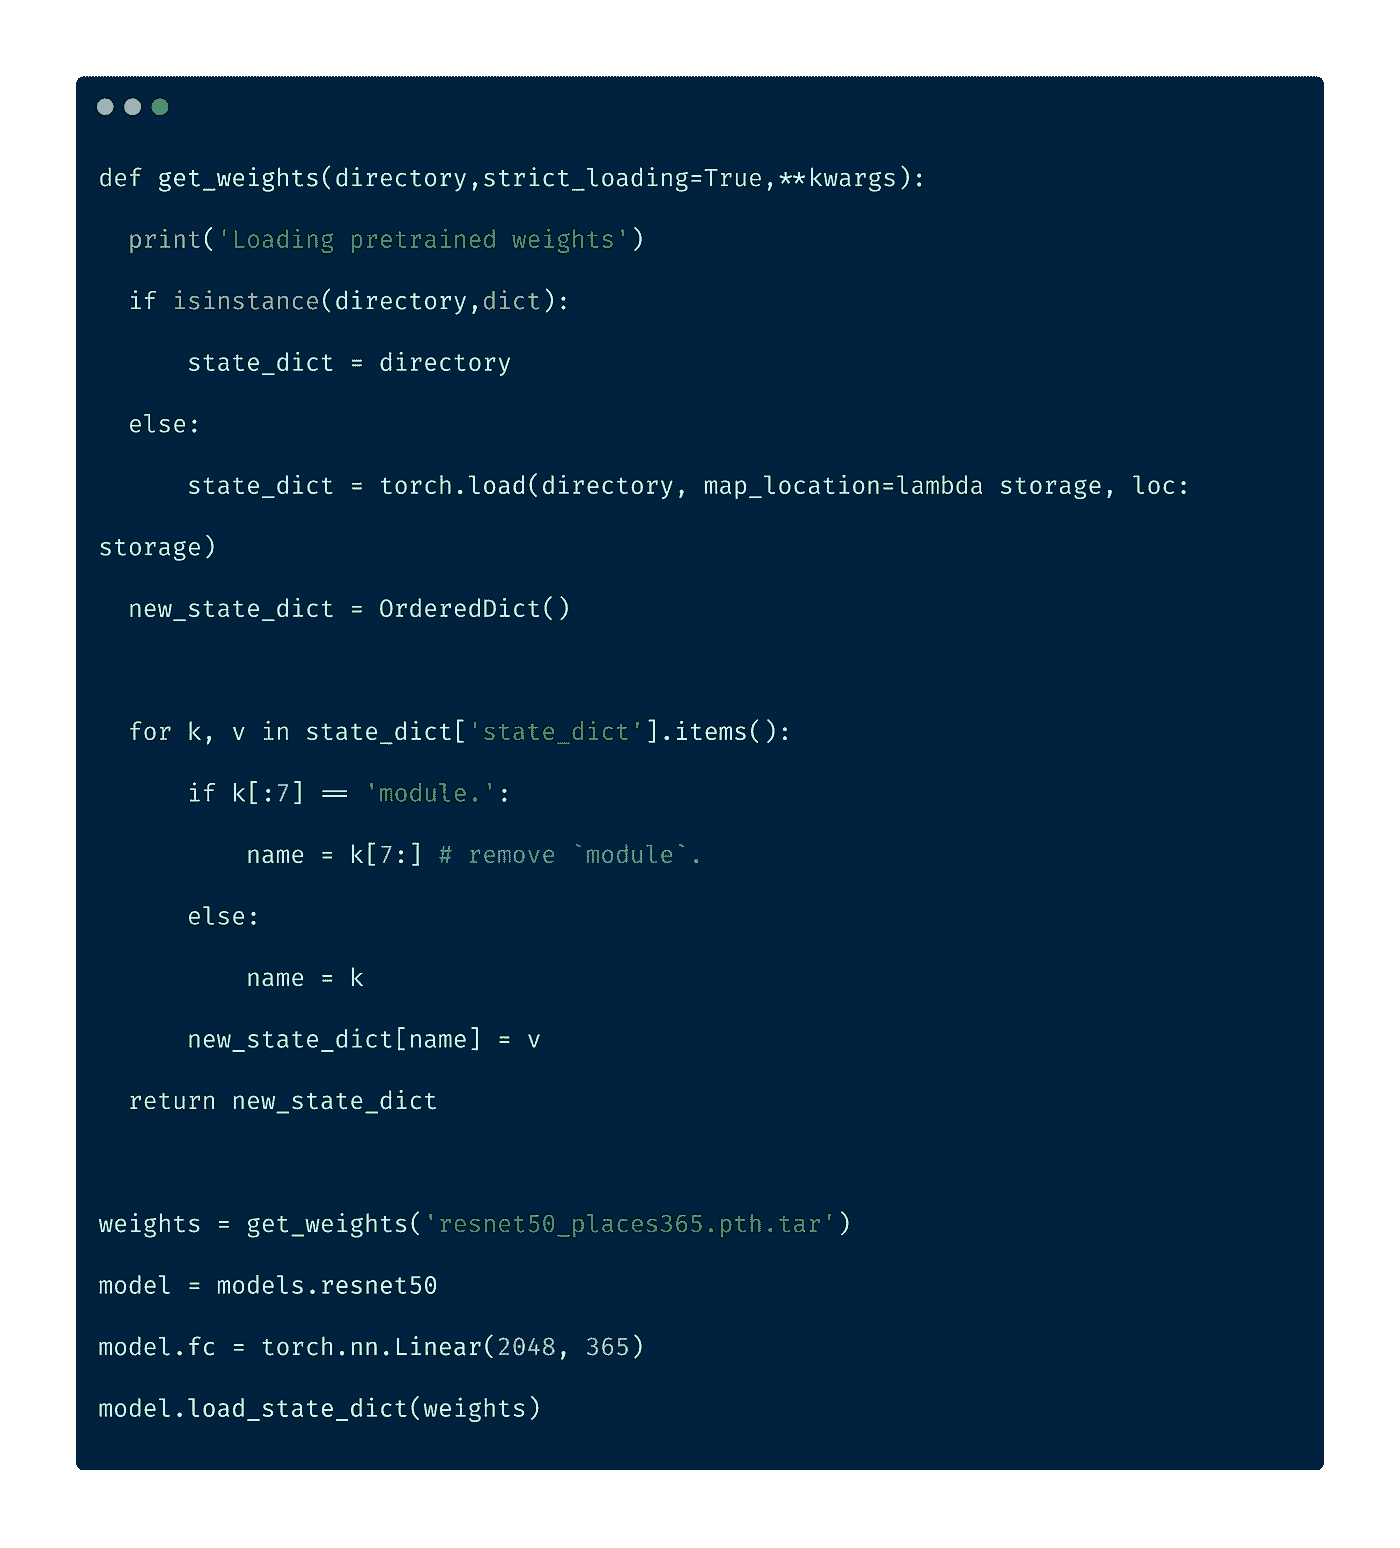 def get_weights(directory,strict_loading=True,**kwargs):
  print('Loading pretrained weights')
  if isinstance(directory,dict):
      state_dict = directory
  else:
      state_dict = torch.load(directory, map_location=lambda storage, loc:
storage)
  new_state_dict = OrderedDict()
  for k, v in state_dict['state_dict'].items():
      if k[:7] == 'module.':
          name = k[7:] # remove `module`.
      else:
          name = k
      new_state_dict[name] = v
  return new_state_dict
weights = get_weights('resnet50_places365.pth.tar')
model = models.resnet50
model.fc = torch.nn.Linear(2048, 365)
model.load_state_dict(weights)